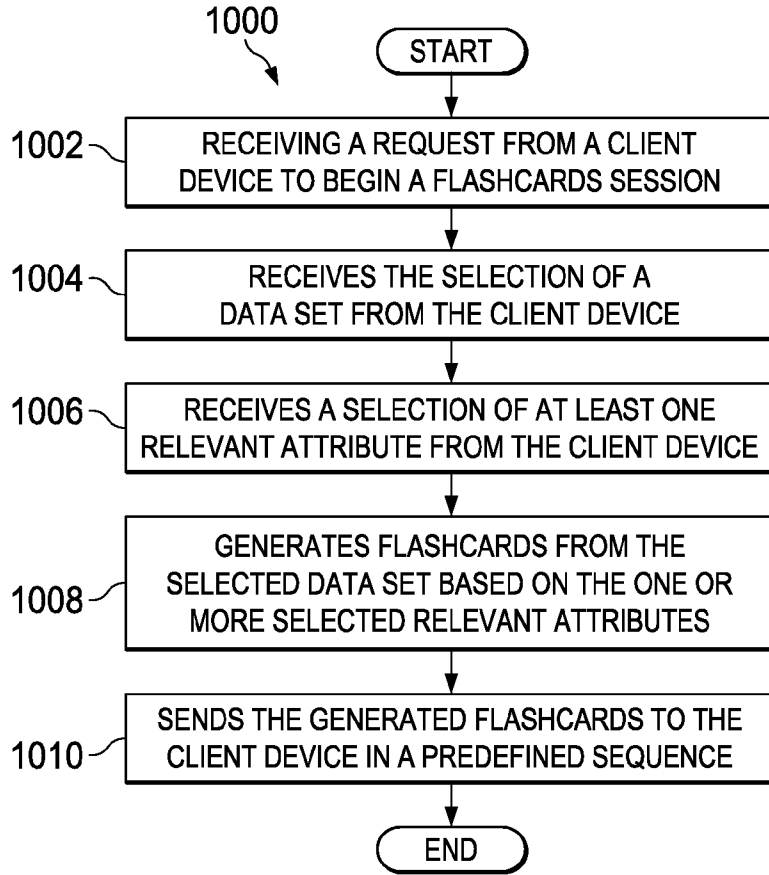 1000
START
1002
RECEIVING A REQUEST FROM A CLIENT
DEVICE TO BEGIN A FLASHCARDS SESSION
1004
RECEIVES THE SELECTION OF A
DATA SET FROM THE CLIENT DEVICE
1006
RECEIVES A SELECTION OF AT LEAST ONE
RELEVANT ATTRIBUTE FROM THE CLIENT DEVICE
1008
GENERATES FLASHCARDS FROM THE
SELECTED DATA SET BASED ON THE ONE OR
MORE SELECTED RELEVANT ATTRIBUTES
1010
SENDS THE GENERATED FLASHCARDS TO THE
CLIENT DEVICE IN A PREDEFINED SEQUENCE
END